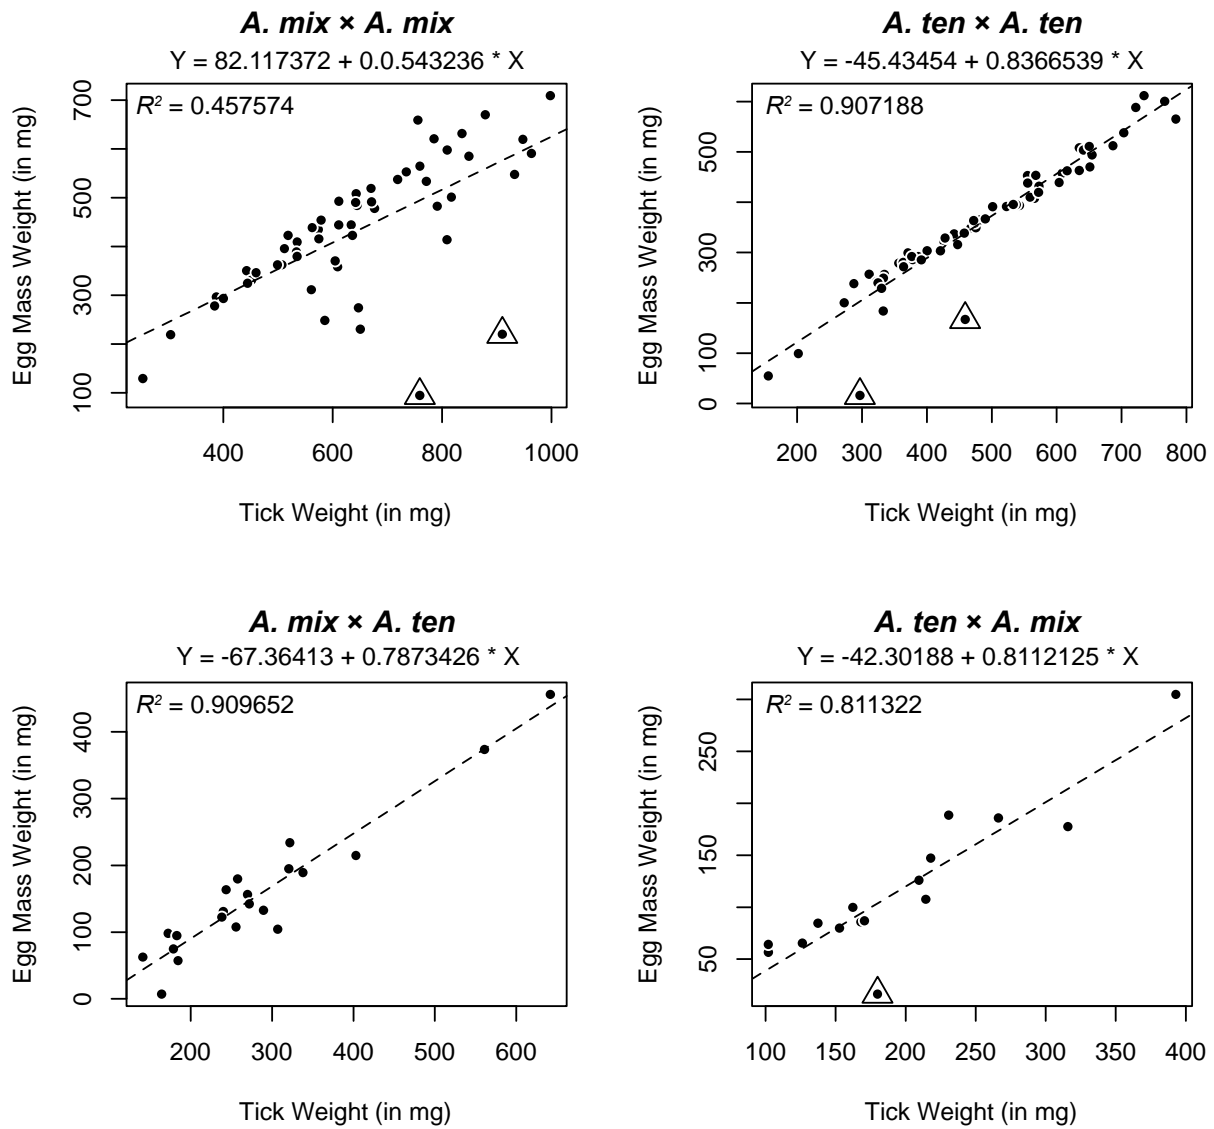 A. mix × A. mix
Y = 82.117372 + 0.0.543236 * X
R² = 0.457574
Egg Mass Weight (in mg)
700
500
300
100
400 600 800 1000
Tick Weight (in mg)
A. ten × A. ten
Y = -45.43454 + 0.8366539 * X
R² = 0.907188
Egg Mass Weight (in mg)
500
300
100
0
200 300 400 500 600 700 800
Tick Weight (in mg)
A. mix × A. ten
Y = -67.36413 + 0.7873426 * X
R² = 0.909652
Egg Mass Weight (in mg)
400
300
200
100
0
200 300 400 500 600
Tick Weight (in mg)
A. ten × A. mix
Y = -42.30188 + 0.8112125 * X
R² = 0.811322
Egg Mass Weight (in mg)
250
150
50
100 150 200 250 300 350 400
Tick Weight (in mg)